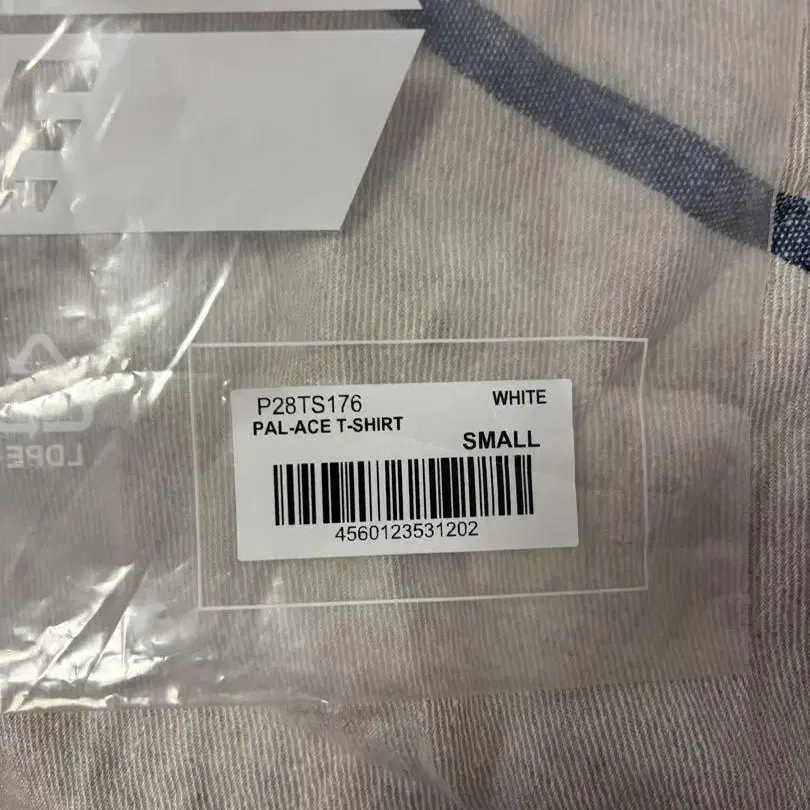 P28TS176 WHITE
PAL-ACE T-SHIRT
SMALL
4560123531202
LDPE